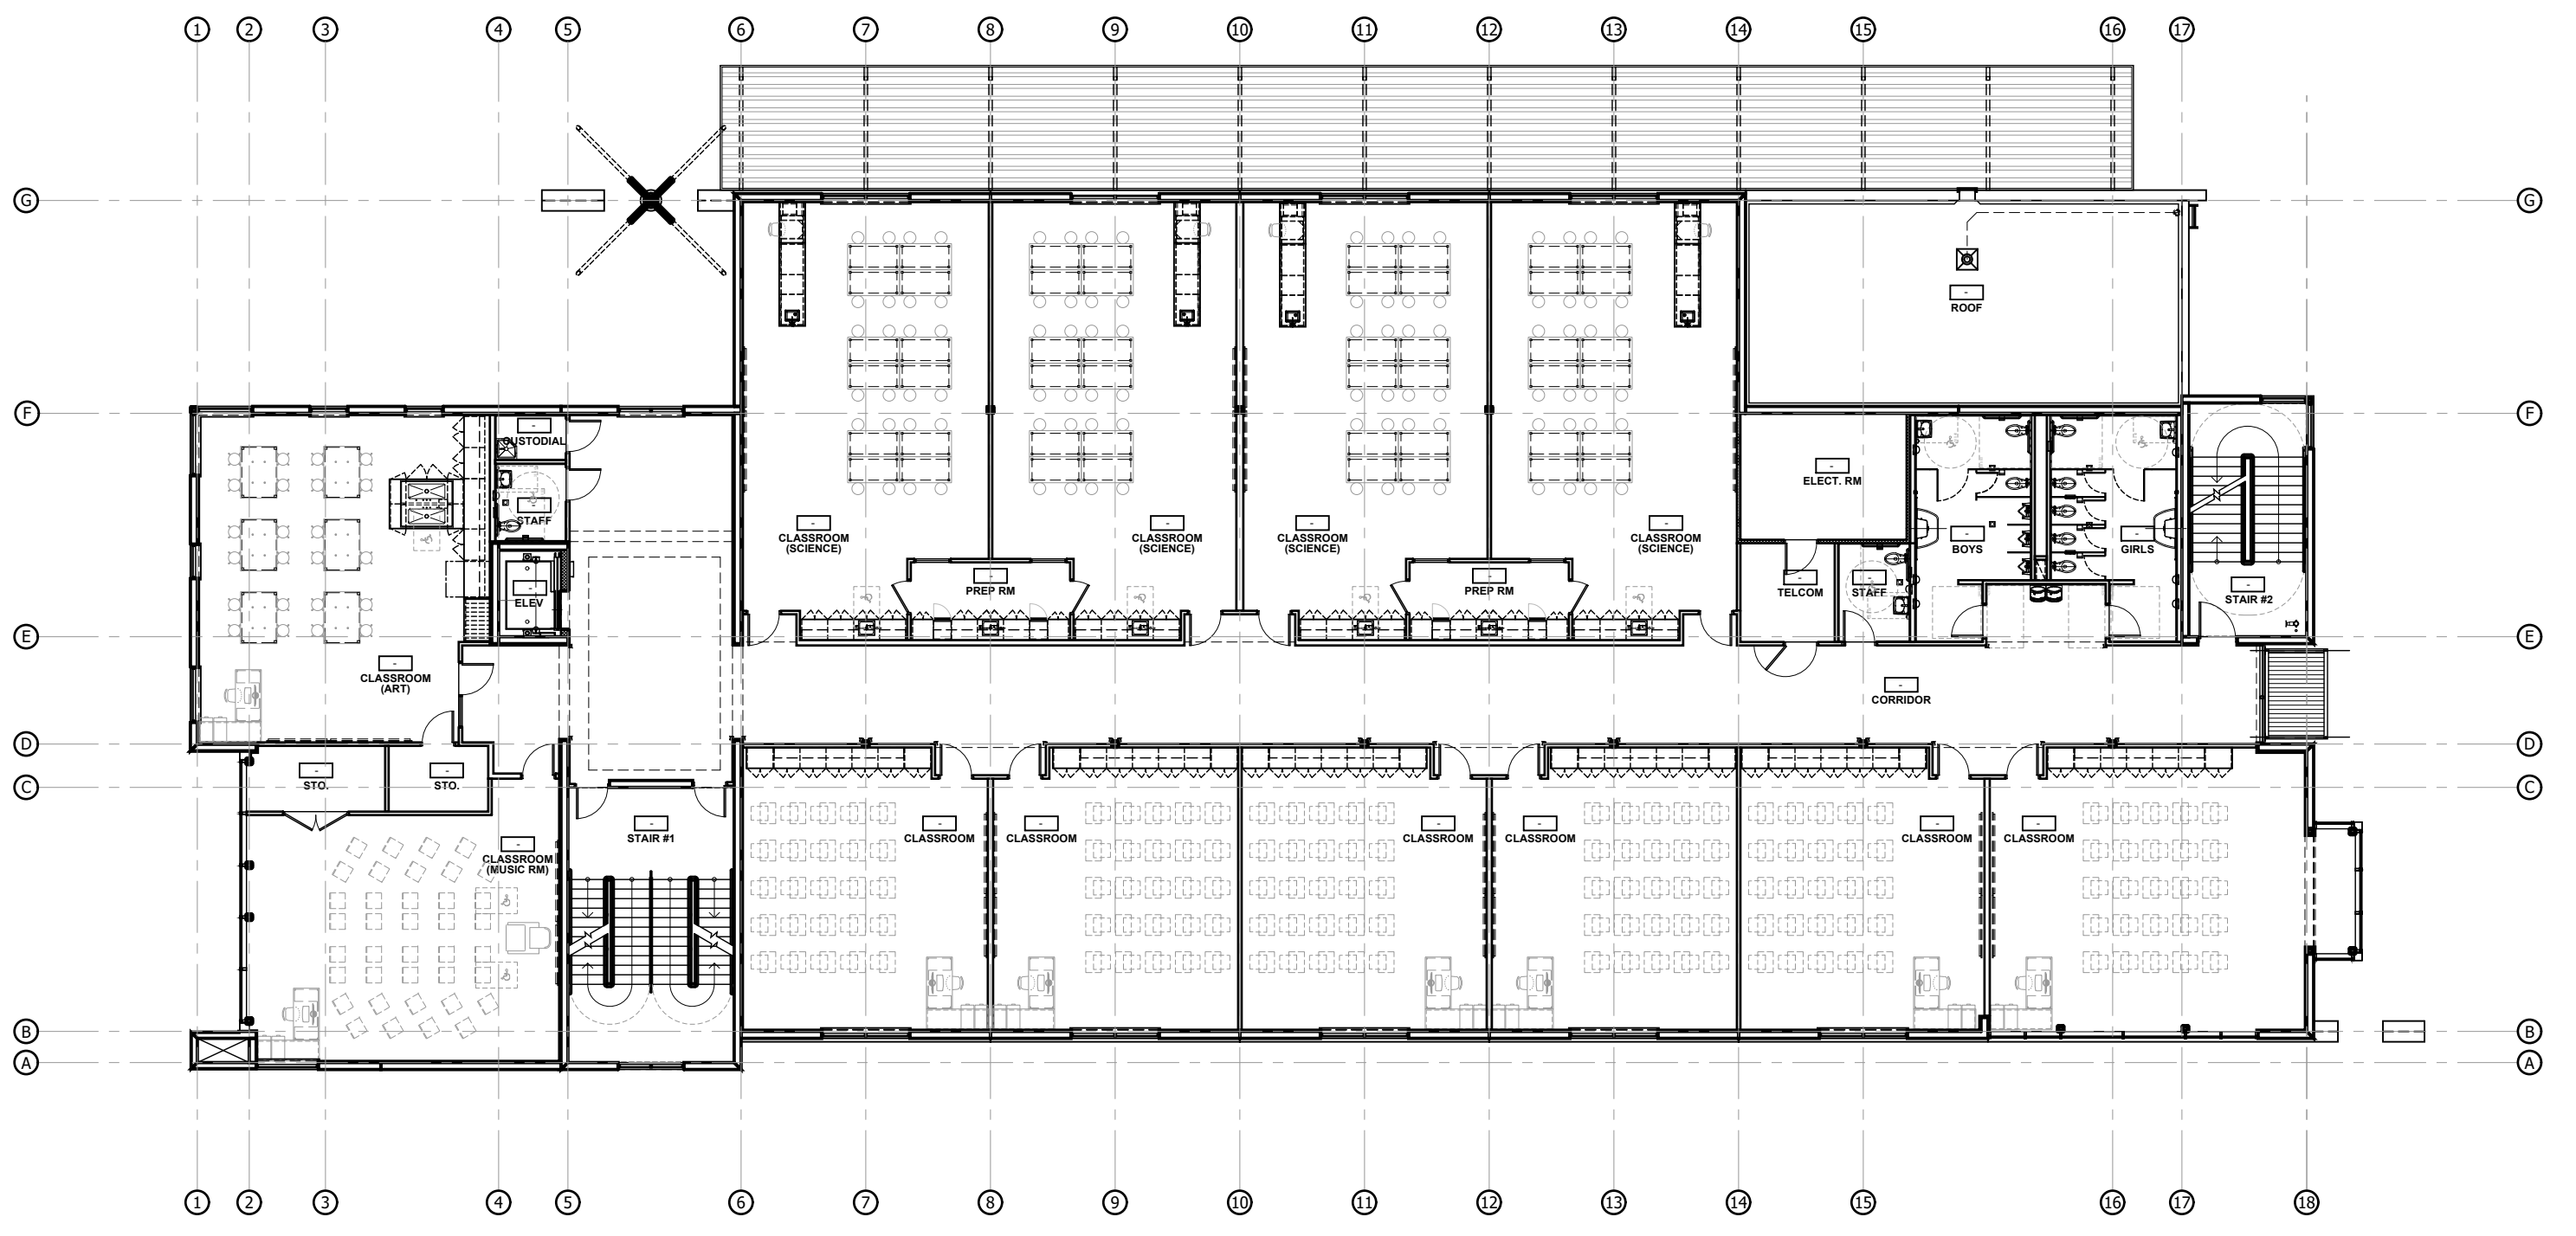 1 2 3 4 5 6 7 8 9 10 11 12 13 14 15 16 17
G G
ROOF
F F
CUSTODIAL
ELECT. RM
STAFF
CLASSROOM
(SCIENCE)
CLASSROOM
(SCIENCE)
CLASSROOM
(SCIENCE)
CLASSROOM
(SCIENCE)
BOYS
GIRLS
PREP RM
PREP RM
TELCOM
STAFF
STAIR #2
ELEV
E E
CLASSROOM
(ART)
CORRIDOR
D D
STO.
STO.
C C
STAIR #1
CLASSROOM
CLASSROOM
CLASSROOM
CLASSROOM
CLASSROOM
CLASSROOM
CLASSROOM
(MUSIC RM)
B B
A A
1 2 3 4 5 6 7 8 9 10 11 12 13 14 15 16 17 18